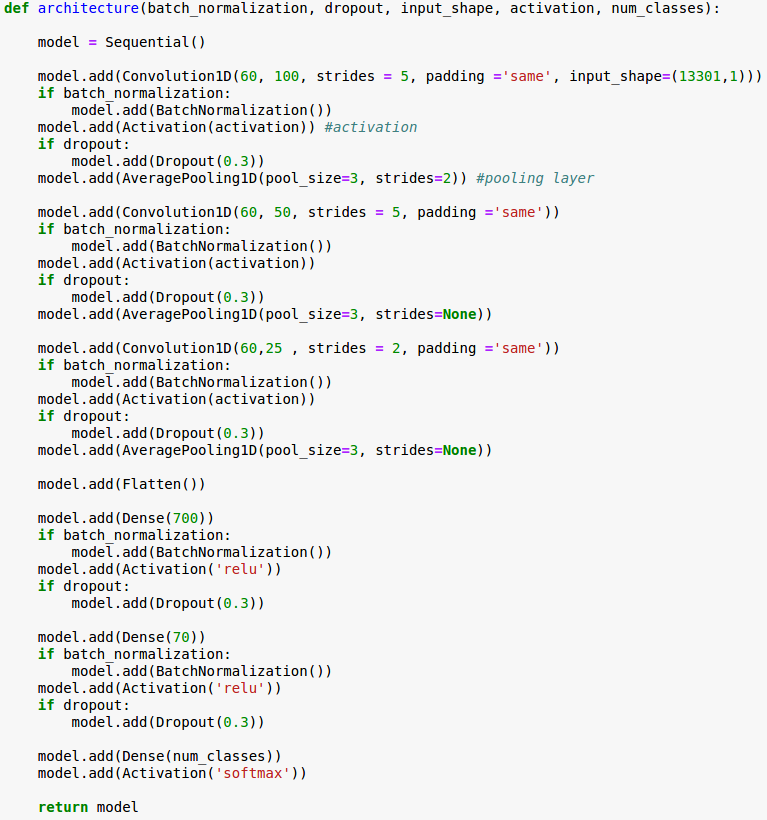 def architecture(batch_normalization, dropout, input_shape, activation, num_classes):
    model = Sequential()
    model.add(Convolution1D(60, 100, strides = 5, padding ='same', input_shape=(13301,1)))
    if batch_normalization:
        model.add(BatchNormalization())
    model.add(Activation(activation)) #activation
    if dropout:
        model.add(Dropout(0.3))
    model.add(AveragePooling1D(pool_size=3, strides=2)) #pooling layer
    model.add(Convolution1D(60, 50, strides = 5, padding ='same'))
    if batch_normalization:
        model.add(BatchNormalization())
    model.add(Activation(activation))
    if dropout:
        model.add(Dropout(0.3))
    model.add(AveragePooling1D(pool_size=3, strides=None))
    model.add(Convolution1D(60,25 , strides = 2, padding ='same'))
    if batch_normalization:
        model.add(BatchNormalization())
    model.add(Activation(activation))
    if dropout:
        model.add(Dropout(0.3))
    model.add(AveragePooling1D(pool_size=3, strides=None))
    model.add(Flatten())
    model.add(Dense(700))
    if batch_normalization:
        model.add(BatchNormalization())
    model.add(Activation('relu'))
    if dropout:
        model.add(Dropout(0.3))
    model.add(Dense(70))
    if batch_normalization:
        model.add(BatchNormalization())
    model.add(Activation('relu'))
    if dropout:
        model.add(Dropout(0.3))
    model.add(Dense(num_classes))
    model.add(Activation('softmax'))
    return model